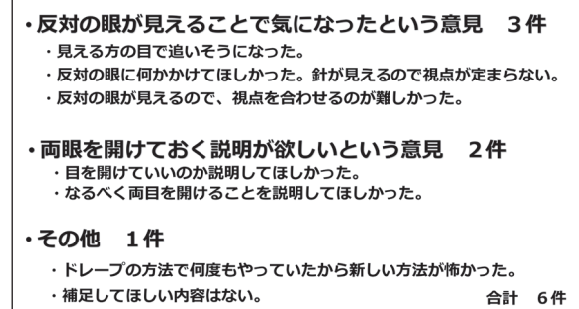 ・反対の眼が見えることで気になったという意見　３件
・見える方の目で追いそうになった。
・反対の眼に何かかけてほしかった。針が見えるので視点が定まらない。
・反対の眼が見えるので、視点を合わせるのが難しかった。
・両眼を開けておく説明が欲しいという意見　２件
・目を開けていいのか説明してほしかった。
・なるべく両目を開けることを説明してほしかった。
・その他　１件
・ドレープの方法で何度もやっていたから新しい方法が怖かった。
・補足してほしい内容はない。
合計　６件